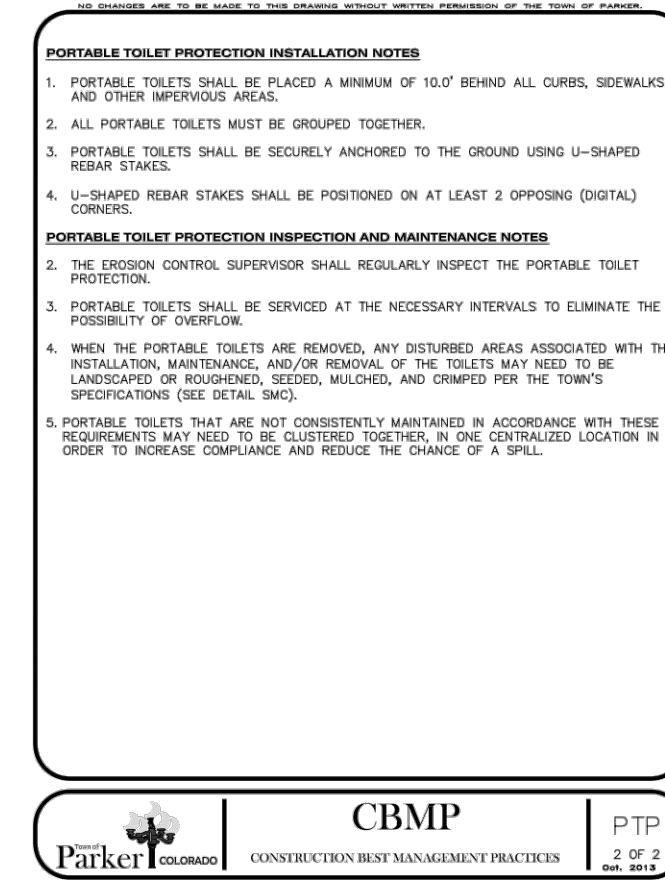 NO CHANGES ARE TO BE MADE TO THIS DRAWING WITHOUT WRITTEN PERMISSION OF THE TOWN OF PARKER.
PORTABLE TOILET PROTECTION INSTALLATION NOTES
1. PORTABLE TOILETS SHALL BE PLACED A MINIMUM OF 10.0' BEHIND ALL CURBS, SIDEWALKS
AND OTHER IMPERVIOUS AREAS.
2. ALL PORTABLE TOILETS MUST BE GROUPED TOGETHER.
3. PORTABLE TOILETS SHALL BE SECURELY ANCHORED TO THE GROUND USING U-SHAPED
REBAR STAKES.
4. U-SHAPED REBAR STAKES SHALL BE POSITIONED ON AT LEAST 2 OPPOSING (DIGITAL)
CORNERS.
PORTABLE TOILET PROTECTION INSPECTION AND MAINTENANCE NOTES
2. THE EROSION CONTROL SUPERVISOR SHALL REGULARLY INSPECT THE PORTABLE TOILET
PROTECTION.
3. PORTABLE TOILETS SHALL BE SERVICED AT THE NECESSARY INTERVALS TO ELIMINATE THE
POSSIBILITY OF OVERFLOW.
4. WHEN THE PORTABLE TOILETS ARE REMOVED, ANY DISTURBED AREAS ASSOCIATED WITH TH
INSTALLATION, MAINTENANCE, AND/OR REMOVAL OF THE TOILETS MAY NEED TO BE
LANDSCAPED OR ROUGHENED, SEEDED, MULCHED, AND CRIMPED PER THE TOWN'S
SPECIFICATIONS (SEE DETAIL SMC).
5. PORTABLE TOILETS THAT ARE NOT CONSISTENTLY MAINTAINED IN ACCORDANCE WITH THESE
REQUIREMENTS MAY NEED TO BE CLUSTERED TOGETHER, IN ONE CENTRALIZED LOCATION IN
ORDER TO INCREASE COMPLIANCE AND REDUCE THE CHANCE OF A SPILL.
Town of
Parker COLORADO
CBMP
CONSTRUCTION BEST MANAGEMENT PRACTICES
PTP
2 OF 2
Oct. 2013